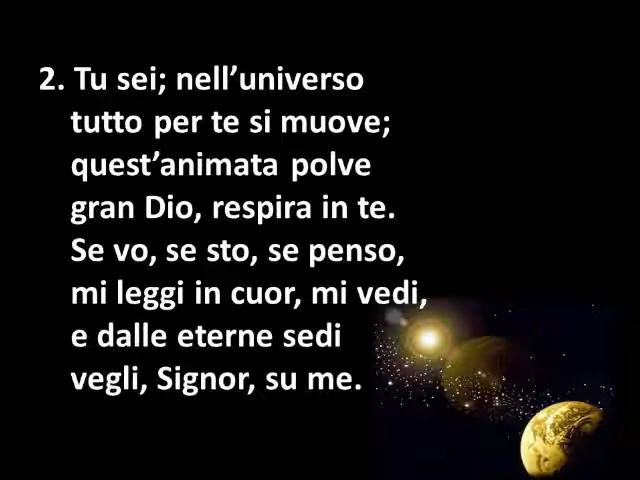 2. Tu sei; nell’universo
tutto per te si muove;
quest’animata polve
gran Dio, respira in te.
Se vo, se sto, se penso,
mi leggi in cuor, mi vedi,
e dalle eterne sedi
vegli, Signor, su me.